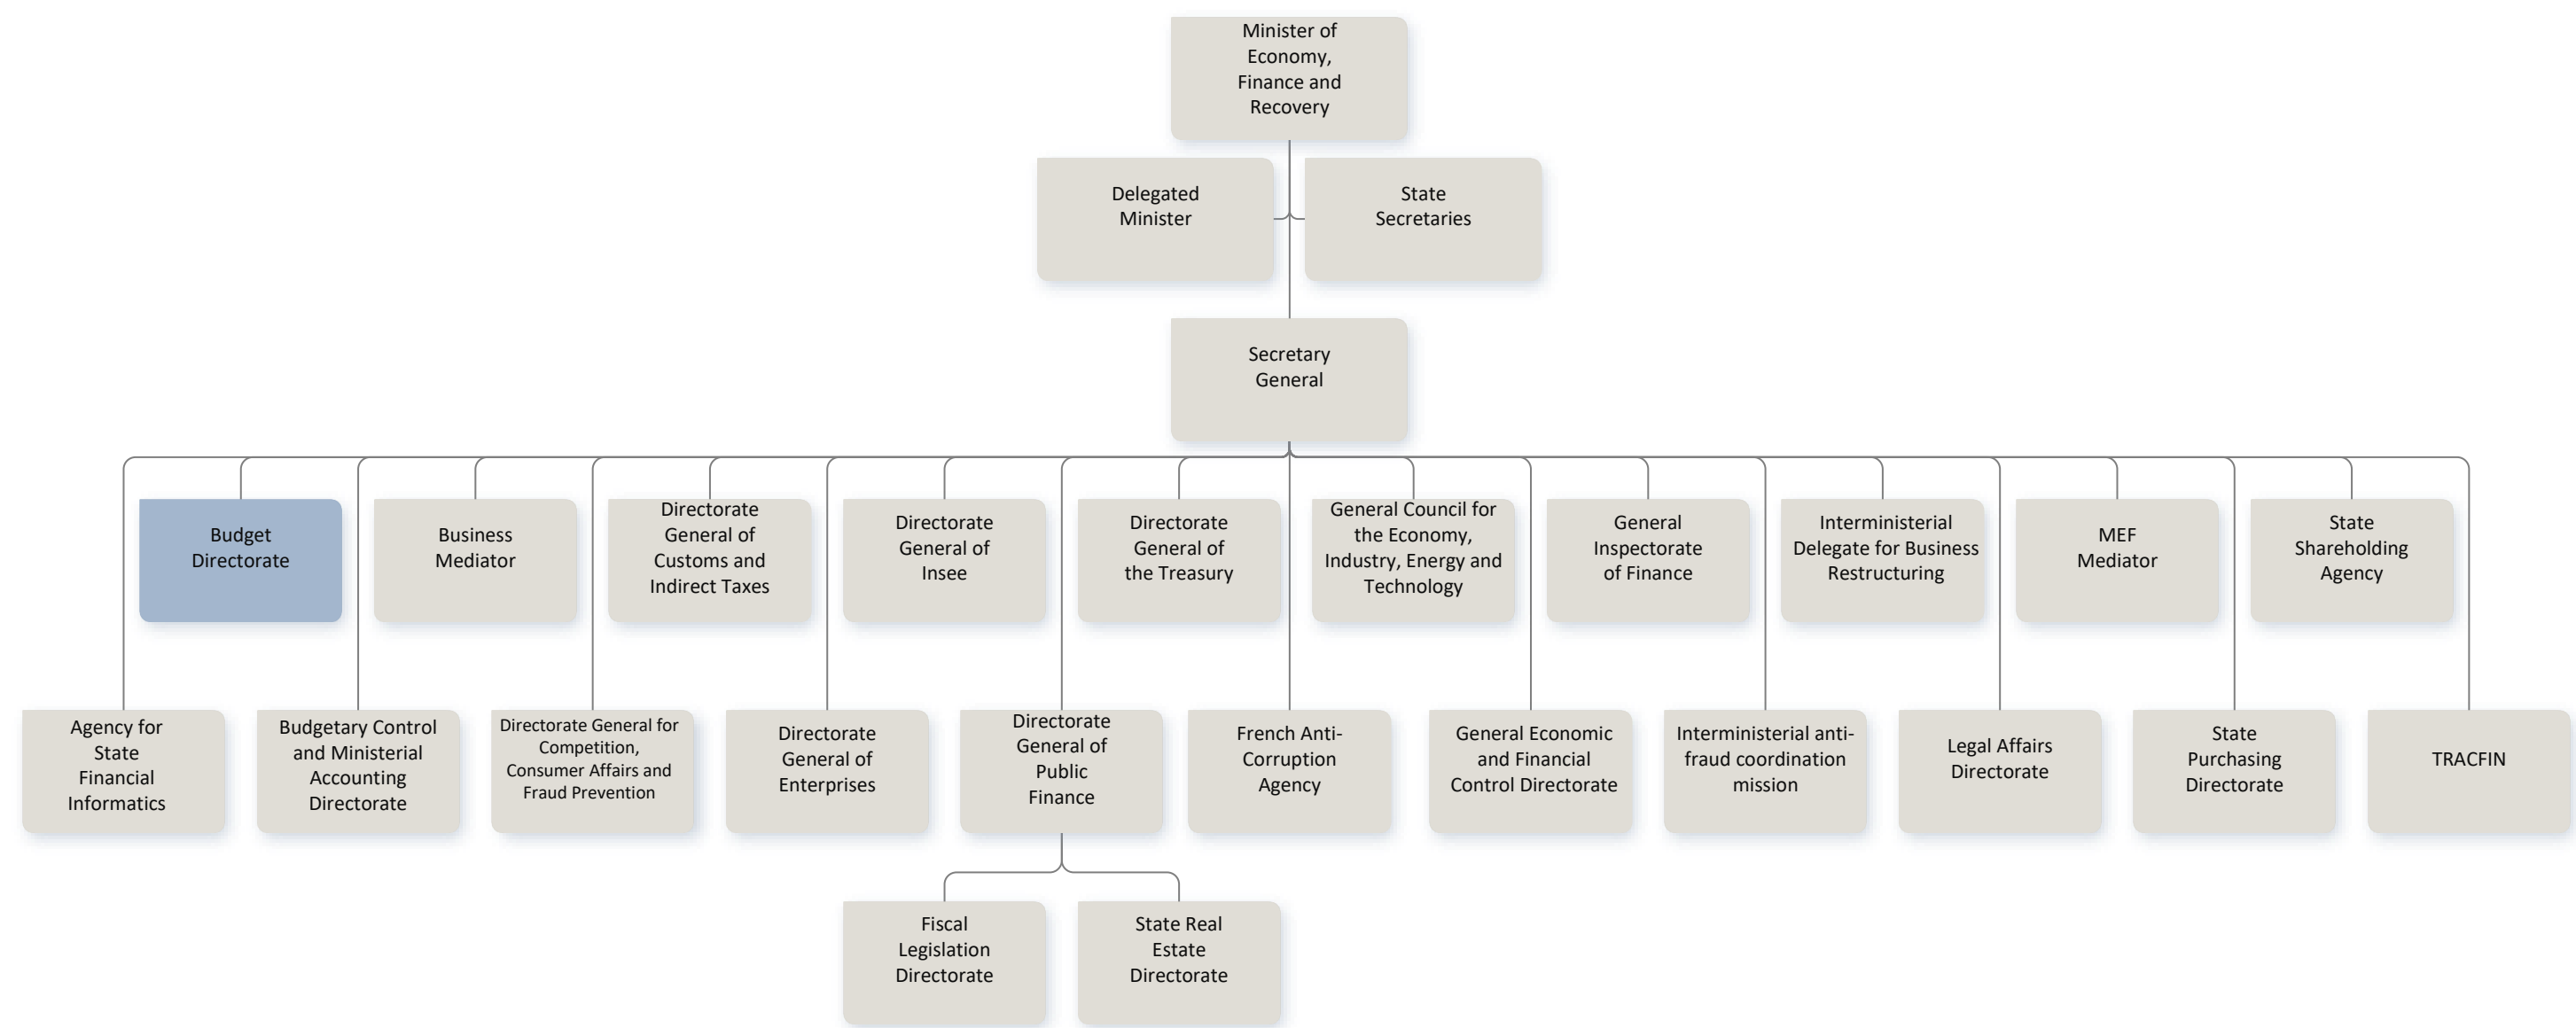 Minister of
Economy,
Finance and
Recovery
Delegated
Minister
State
Secretaries
Secretary
General
Budget
Directorate
Business
Mediator
Directorate
General of
Customs and
Indirect Taxes
Directorate
General of
Insee
Directorate
General of
the Treasury
General Council for
the Economy,
Industry, Energy and
Technology
General
Inspectorate
of Finance
Interministerial
Delegate for Business
Restructuring
MEF
Mediator
State
Shareholding
Agency
Agency for
State
Financial
Informatics
Budgetary Control
and Ministerial
Accounting
Directorate
Directorate General for
Competition,
Consumer Affairs and
Fraud Prevention
Directorate
General of
Enterprises
Directorate
General of
Public
Finance
French Anti-
Corruption
Agency
General Economic
and Financial
Control Directorate
Interministerial anti-
fraud coordination
mission
Legal Affairs
Directorate
State
Purchasing
Directorate
TRACFIN
Fiscal
Legislation
Directorate
State Real
Estate
Directorate